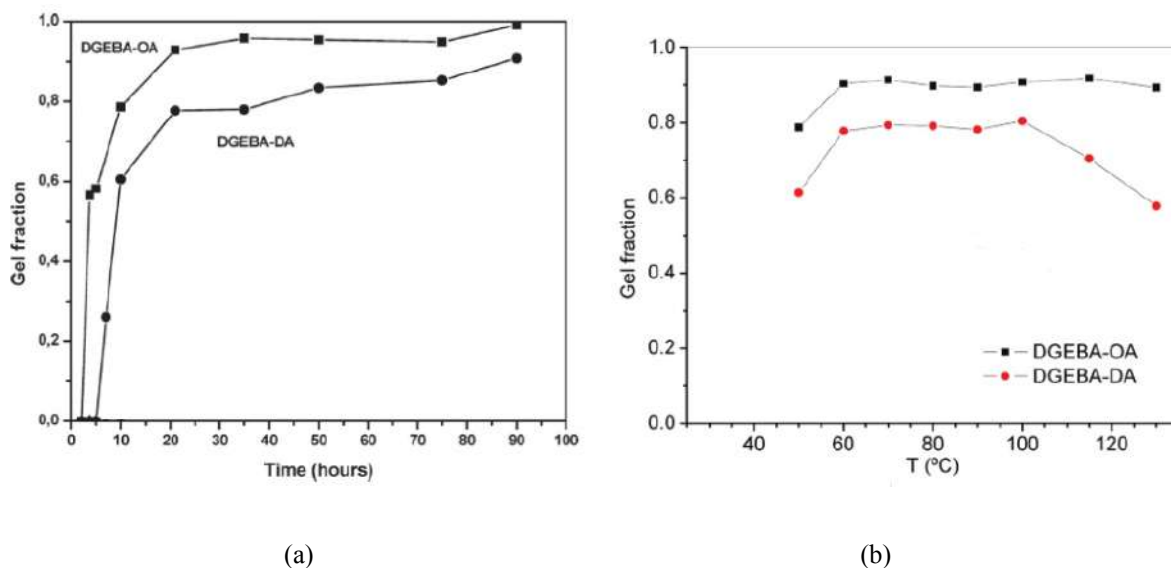 1,0
0,8
0,6
0,4
0,2
0,0
Gel fraction
DGEBA-OA
DGEBA-DA
0 10 20 30 40 50 60 70 80 90 100
Time (hours)
(a)
1.0
0.8
0.6
0.4
0.2
0.0
Gel fraction
DGEBA-OA
DGEBA-DA
40 60 80 100 120
T (ºC)
(b)